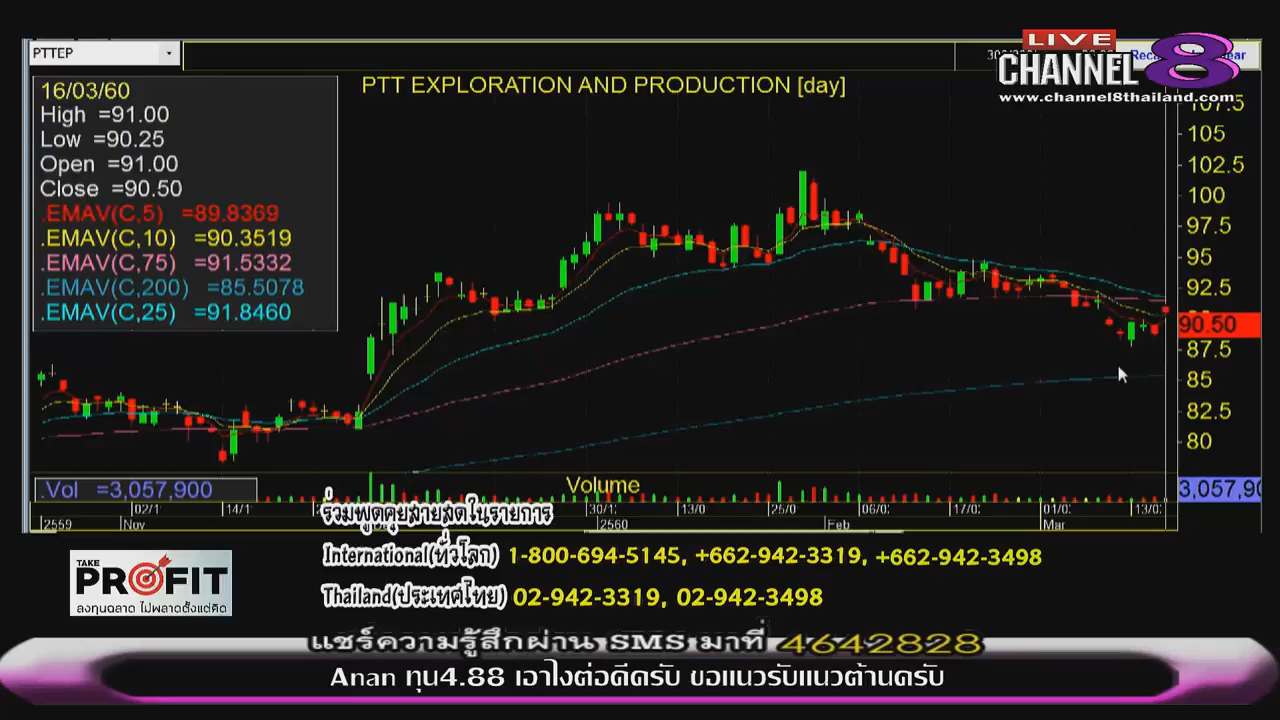 PTTEP
LIVE
CHANNEL 8
www.channel8thailand.com
16/03/60
PTT EXPLORATION AND PRODUCTION [day]
High =91.00
Low =90.25
Open =91.00
Close =90.50
.EMAV(C,5) =89.8369
.EMAV(C,10) =90.3519
.EMAV(C,75) =91.5332
.EMAV(C,200) =85.5078
.EMAV(C,25) =91.8460
107.5
105
102.5
100
97.5
95
92.5
90.50
87.5
85
82.5
80
.Vol =3,057,900
Volume
3,057,90
02/1 14/1 30/1 13/0 25/0 06/0 17/0 01/0 13/0
2559 Nov 2560 Feb Mar
ร่วมพูดคุยสายสดในรายการ
International(ทั่วโลก) 1-800-694-5145, +662-942-3319, +662-942-3498
Thailand(ประเทศไทย) 02-942-3319, 02-942-3498
TAKE
PROFIT
ลงทุนฉลาด ไม่พลาดตั้งแต่คิด
แชร์ความรู้สึกผ่าน SMS มาที่ 4642828
Anan ทุน4.88 เอาไงต่อดีครับ ขอแนวรับแนวต้านครับ